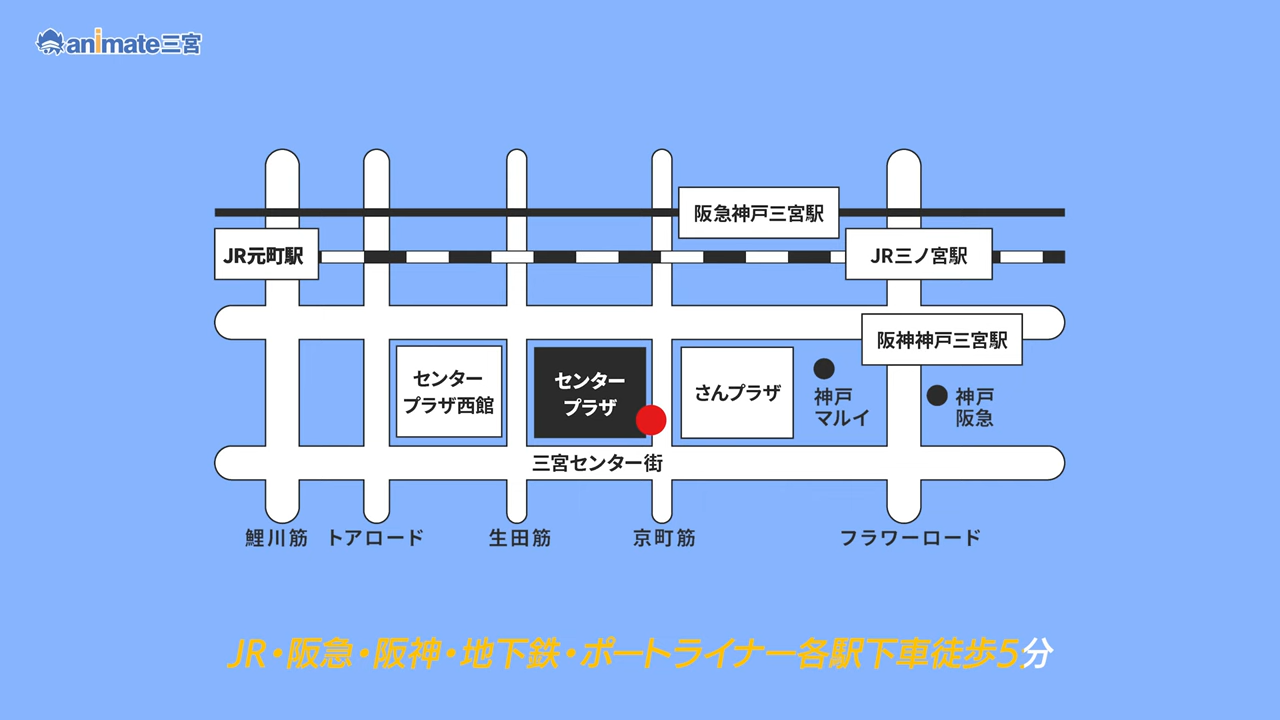 animate三宮
阪急神戸三宮駅
JR元町駅
JR三ノ宮駅
阪神神戸三宮駅
センター
プラザ西館
センター
プラザ
さんプラザ
神戸
マルイ
神戸
阪急
三宮センター街
鯉川筋
トアロード
生田筋
京町筋
フラワーロード
JR・阪急・阪神・地下鉄・ポートライナー各駅下車徒歩5分